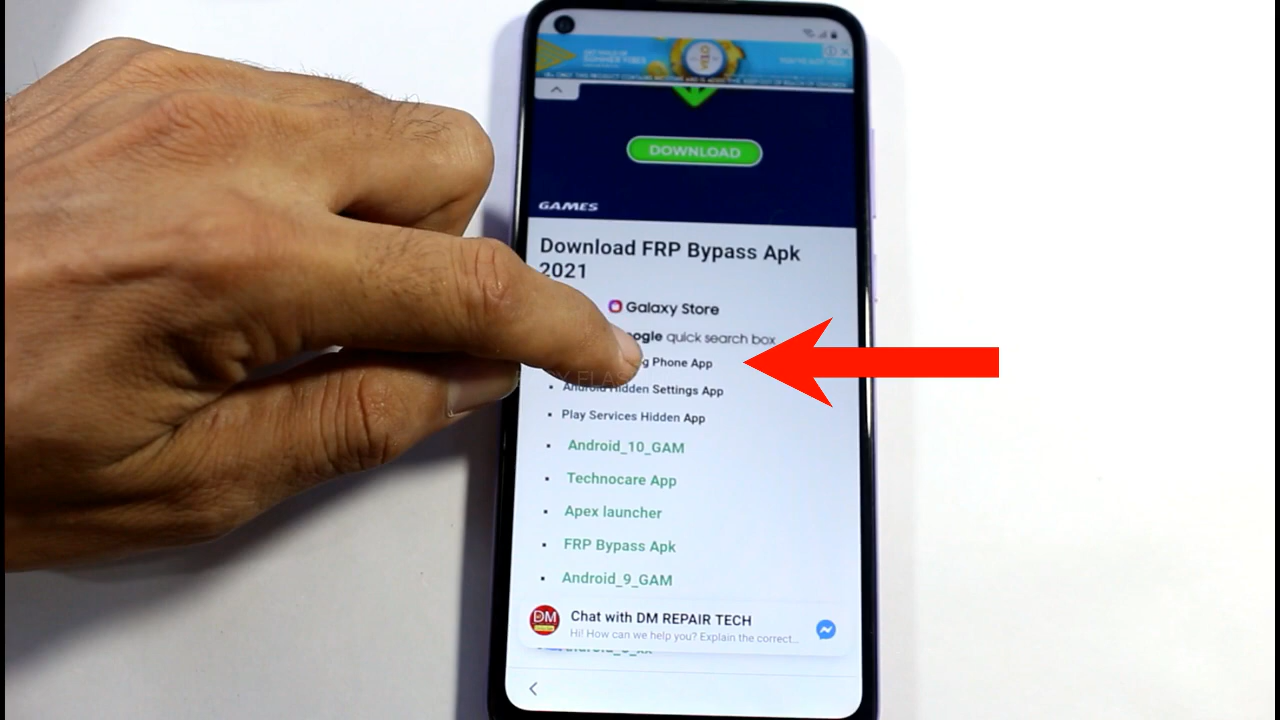 SUMMER VIBES
DOWNLOAD
GAMES
Download FRP Bypass Apk
2021
Galaxy Store
quick search box
Phone App
Android Hidden Settings App
Play Services Hidden App
Android_10_GAM
Technocare App
Apex launcher
FRP Bypass Apk
Android_9_GAM
DM
Chat with DM REPAIR TECH
Hi! How can we help you? Explain the correct...